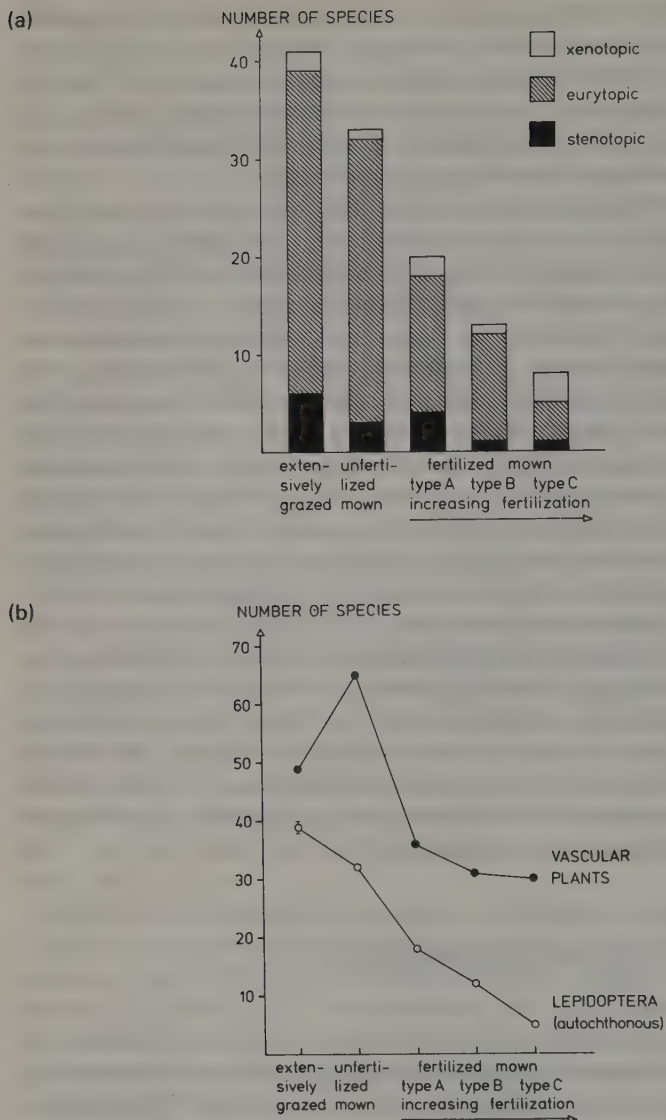 (a)
NUMBER OF SPECIES
40
30
20
10
xenotopic
eurytopic
stenotopic
exten-
sively
grazed
unferti-
lized
mown
fertilized mown
type A type B type C
increasing fertilization
(b)
NUMBER OF SPECIES
70
60
50
40
30
20
10
VASCULAR
PLANTS
LEPIDOPTERA
(autochthonous)
exten-
sively
grazed
unferti-
lized
mown
fertilized mown
type A type B type C
increasing fertilization